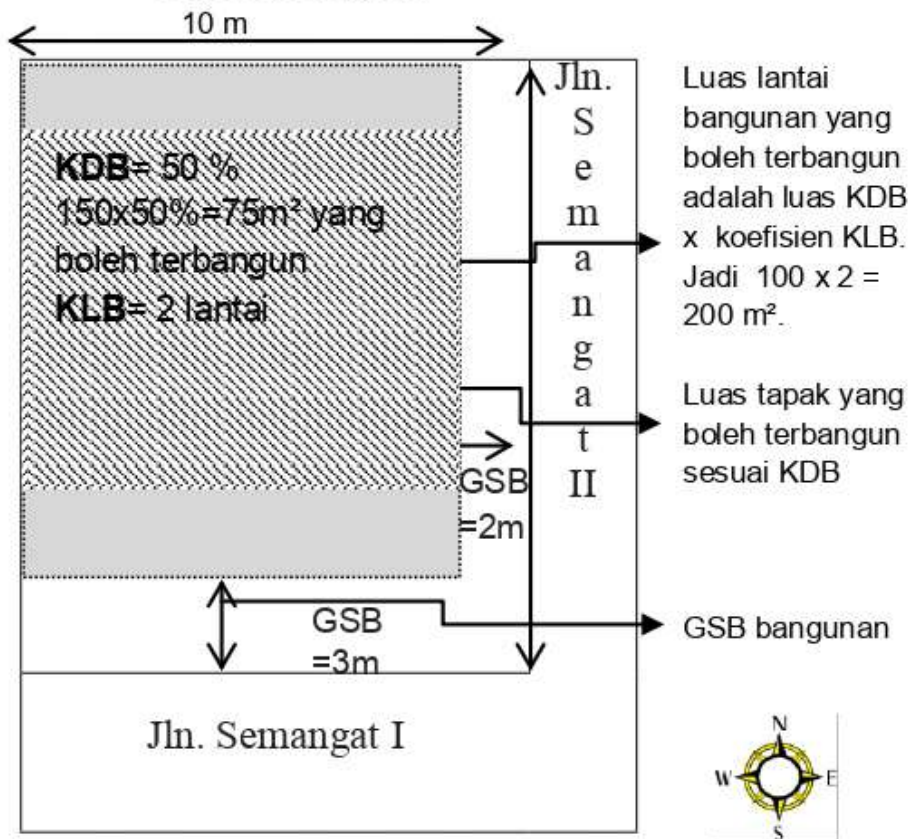 10 m
KDB= 50 %
150x50%=75m² yang
boleh terbangun
KLB= 2 lantai
Jln.
S
e
m
a
n
g
a
t
II
GSB
=2m
GSB
=3m
Jln. Semangat I
Luas lantai
bangunan yang
boleh terbangun
adalah luas KDB
x koefisien KLB.
Jadi 100 x 2 =
200 m².
Luas tapak yang
boleh terbangun
sesuai KDB
GSB bangunan
N
W
E
S